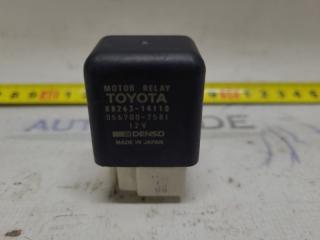 MOTOR RELAY
TOYOTA
88263-14110
056700-7581
12V
DENSO
MADE IN JAPAN